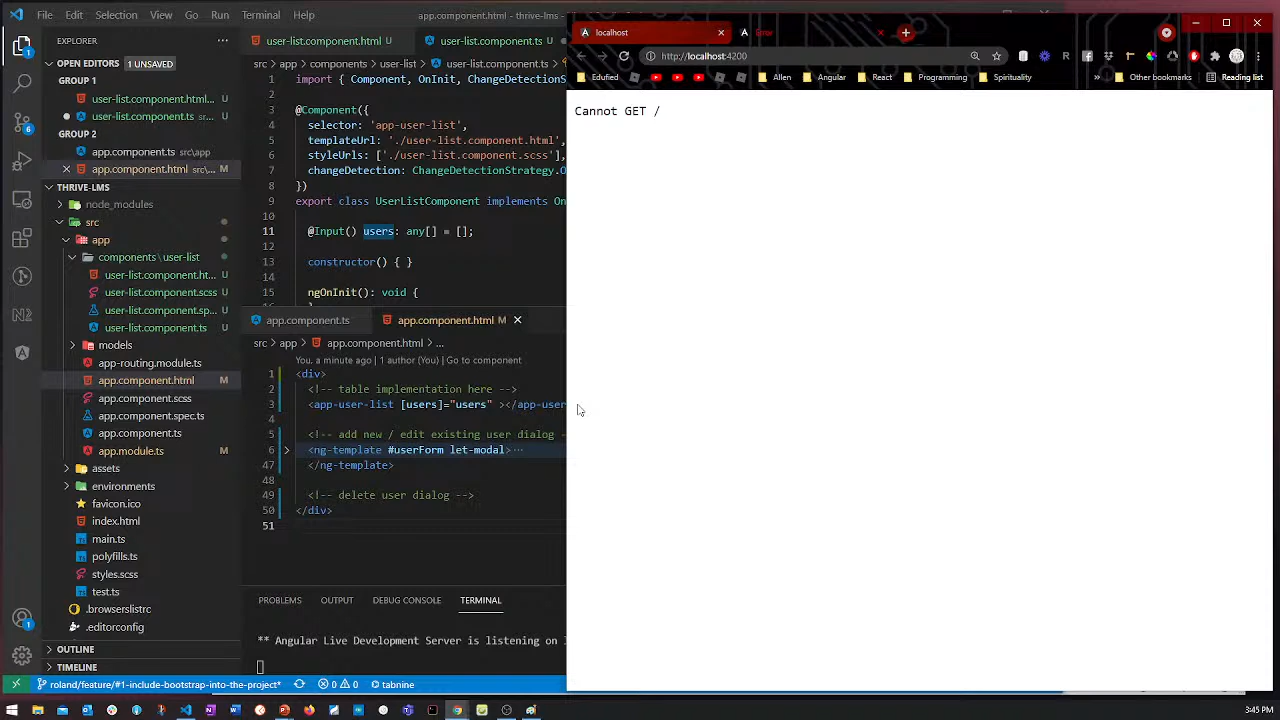 File Edit Selection View Go Run Terminal Help
app.component.html - thrive-lms
EXPLORER
OPEN EDITORS 1 UNSAVED
user-list.component.html ... U
user-list.component.ts src... U
GROUP 2
app.component.ts src\app
app.component.html src\... M
THRIVE-LMS
node_modules
src
app
components \ user-list
user-list.component.ht... U
user-list.component.scss U
user-list.component.sp... U
user-list.component.ts U
models
app-routing.module.ts
app.component.html M
app.component.scss
app.component.spec.ts
app.component.ts
app.module.ts M
assets
environments
favicon.ico
index.html
main.ts
polyfills.ts
styles.scss
test.ts
.browserslistrc
.editorconfig
OUTLINE
TIMELINE
user-list.component.html U
user-list.component.ts U
src > app > components >
1 import { Component, Cha
2
3 @Component({
4 selector: 'app-user-list',
5 templateUrl: './user-list.component.html',
6 styleUrls: ['./user-list.component.scss'],
7 changeDetection: ChangeDetectionStrategy.O
8 })
9 export class UserListComponent implements On
10
11 @Input() users: any[] = [];
12
13 constructor() { }
14
15 ngOnInit(): void {
16 }
app.component.ts
app.component.html M
src > app > app.component.html > ...
You, a minute ago | 1 author (You) | Go to component
1 <div>
2 <!-- table implementation here -->
3 <app-user-list [users]="users" ></app-user
4
5 <!-- add new / edit existing user dialog -
6 <ng-template #userForm let-modal>···
47 </ng-template>
48
49 <!-- delete user dialog -->
50 </div>
51
PROBLEMS OUTPUT DEBUG CONSOLE TERMINAL
** Angular Live Development Server is listening on
roland/feature/#1-include-bootstrap-into-the-project* 0 0 tabnine
localhost
Error
http://localhost:4200
Edufied
Allen
Angular
React
Programming
Spirituality
»
Other bookmarks
Reading list
Cannot GET /
3:45 PM